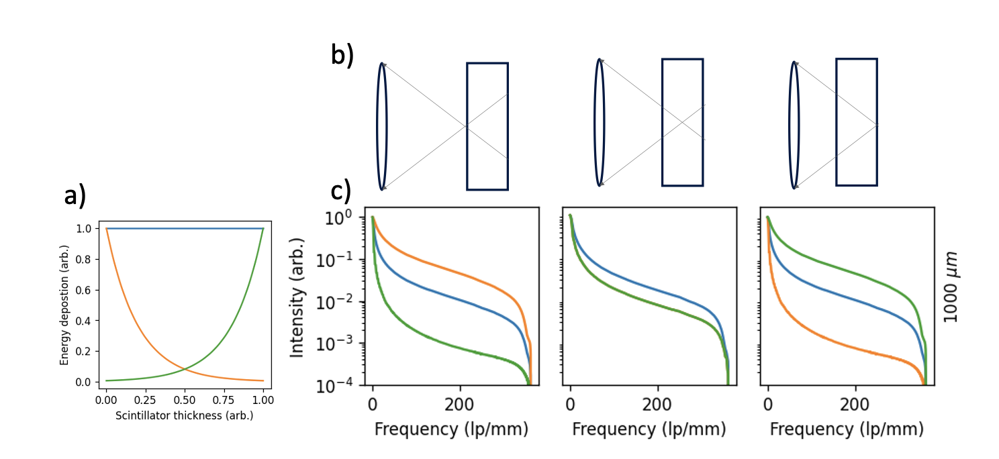 b)
a)
1.0
0.8
0.6
0.4
0.2
0.0
Energy depostion (arb.)
0.00 0.25 0.50 0.75 1.00
Scintillator thickness (arb.)
c)
10⁰
10⁻¹
10⁻²
10⁻³
10⁻⁴
Intensity (arb.)
0 200
Frequency (lp/mm)
0 200
Frequency (lp/mm)
0 200
Frequency (lp/mm)
1000 μm